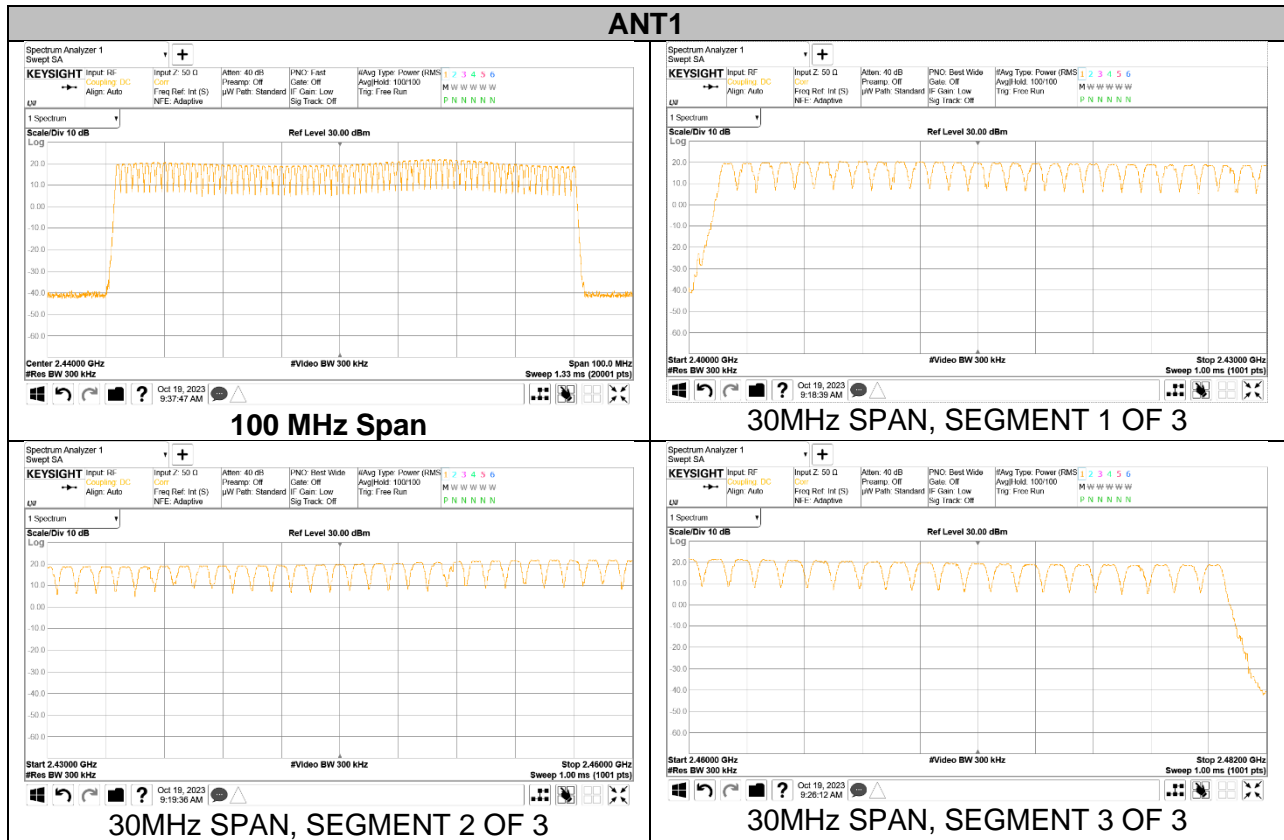 ANT1
Spectrum Analyzer 1
Swept SA
+
KEYSIGHT
Input: RF
Coupling: DC
Align: Auto
Input Z: 50 Ω
Corr
Freq Ref: Int (S)
NFE: Adaptive
Atten: 40 dB
Preamp: Off
µW Path: Standard
PNO: Fast
Gate: Off
IF Gain: Low
Sig Track: Off
#Avg Type: Power (RMS
Avg|Hold: 100/100
Trig: Free Run
1 2 3 4 5 6
M W W W W W
P N N N N N
1 Spectrum
Scale/Div 10 dB
Ref Level 30.00 dBm
Log
20.0
10.0
0.00
-10.0
-20.0
-30.0
-40.0
-50.0
-60.0
Center 2.44000 GHz
#Video BW 300 kHz
Span 100.0 MHz
#Res BW 300 kHz
Sweep 1.33 ms (20001 pts)
?
Oct 19, 2023
9:37:47 AM
100 MHz Span
Spectrum Analyzer 1
Swept SA
+
KEYSIGHT
Input: RF
Coupling: DC
Align: Auto
Input Z: 50 Ω
Corr
Freq Ref: Int (S)
NFE: Adaptive
Atten: 40 dB
Preamp: Off
µW Path: Standard
PNO: Best Wide
Gate: Off
IF Gain: Low
Sig Track: Off
#Avg Type: Power (RMS
Avg|Hold: 100/100
Trig: Free Run
1 2 3 4 5 6
M W W W W W
P N N N N N
1 Spectrum
Scale/Div 10 dB
Ref Level 30.00 dBm
Log
20.0
10.0
0.00
-10.0
-20.0
-30.0
-40.0
-50.0
-60.0
Start 2.40000 GHz
#Video BW 300 kHz
Stop 2.43000 GHz
#Res BW 300 kHz
Sweep 1.00 ms (1001 pts)
?
Oct 19, 2023
9:18:39 AM
30MHz SPAN, SEGMENT 1 OF 3
Spectrum Analyzer 1
Swept SA
+
KEYSIGHT
Input: RF
Coupling: DC
Align: Auto
Input Z: 50 Ω
Corr
Freq Ref: Int (S)
NFE: Adaptive
Atten: 40 dB
Preamp: Off
µW Path: Standard
PNO: Best Wide
Gate: Off
IF Gain: Low
Sig Track: Off
#Avg Type: Power (RMS
Avg|Hold: 100/100
Trig: Free Run
1 2 3 4 5 6
M W W W W W
P N N N N N
1 Spectrum
Scale/Div 10 dB
Ref Level 30.00 dBm
Log
20.0
10.0
0.00
-10.0
-20.0
-30.0
-40.0
-50.0
-60.0
Start 2.43000 GHz
#Video BW 300 kHz
Stop 2.46000 GHz
#Res BW 300 kHz
Sweep 1.00 ms (1001 pts)
?
Oct 19, 2023
9:19:36 AM
30MHz SPAN, SEGMENT 2 OF 3
Spectrum Analyzer 1
Swept SA
+
KEYSIGHT
Input: RF
Coupling: DC
Align: Auto
Input Z: 50 Ω
Corr
Freq Ref: Int (S)
NFE: Adaptive
Atten: 40 dB
Preamp: Off
µW Path: Standard
PNO: Best Wide
Gate: Off
IF Gain: Low
Sig Track: Off
#Avg Type: Power (RMS
Avg|Hold: 100/100
Trig: Free Run
1 2 3 4 5 6
M W W W W W
P N N N N N
1 Spectrum
Scale/Div 10 dB
Ref Level 30.00 dBm
Log
20.0
10.0
0.00
-10.0
-20.0
-30.0
-40.0
-50.0
-60.0
Start 2.46000 GHz
#Video BW 300 kHz
Stop 2.48200 GHz
#Res BW 300 kHz
Sweep 1.00 ms (1001 pts)
?
Oct 19, 2023
9:26:12 AM
30MHz SPAN, SEGMENT 3 OF 3